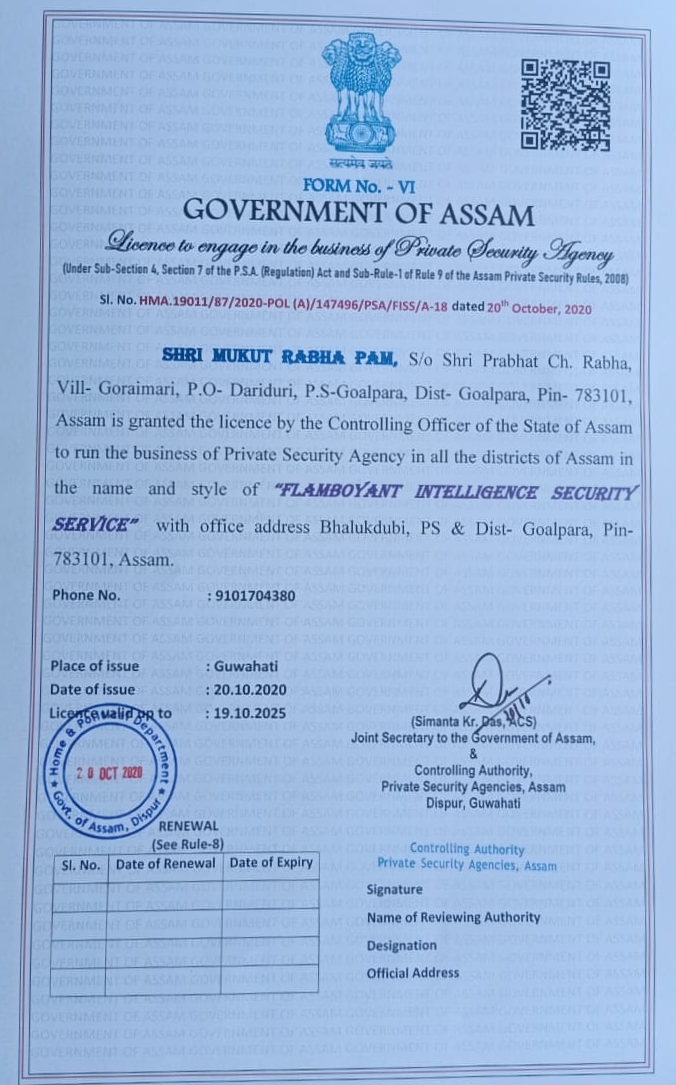 सत्यमेव जयते
FORM No. - VI
GOVERNMENT OF ASSAM
Licence to engage in the business of Private Security Agency
(Under Sub-Section 4, Section 7 of the P.S.A. (Regulation) Act and Sub-Rule-1 of Rule 9 of the Assam Private Security Rules, 2008)
Sl. No. HMA.19011/87/2020-POL (A)/147496/PSA/FISS/A-18 dated 20th October, 2020
SHRI MUKUT RABHA PAM, S/o Shri Prabhat Ch. Rabha,
Vill- Goraimari, P.O- Dariduri, P.S-Goalpara, Dist- Goalpara, Pin- 783101,
Assam is granted the licence by the Controlling Officer of the State of Assam
to run the business of Private Security Agency in all the districts of Assam in
the name and style of "FLAMBOYANT INTELLIGENCE SECURITY
SERVICE" with office address Bhalukdubi, PS & Dist- Goalpara, Pin-
783101, Assam.
Phone No. : 9101704380
Place of issue : Guwahati
Date of issue : 20.10.2020
Licence valid up to : 19.10.2025
(Simanta Kr. Das, ACS)
Joint Secretary to the Government of Assam,
&
Controlling Authority,
Private Security Agencies, Assam
Dispur, Guwahati
Home & Political Department
20 OCT 2020
Govt. of Assam, Dispur
RENEWAL
(See Rule-8)
Sl. No. Date of Renewal Date of Expiry
Controlling Authority
Private Security Agencies, Assam
Signature
Name of Reviewing Authority
Designation
Official Address